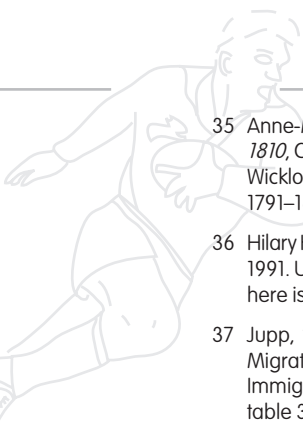 35 Anne-
1810, C
Wicklo
1791–1
36 Hilary
1991. U
here is
37 Jupp,
Migrat
Immig
table 3